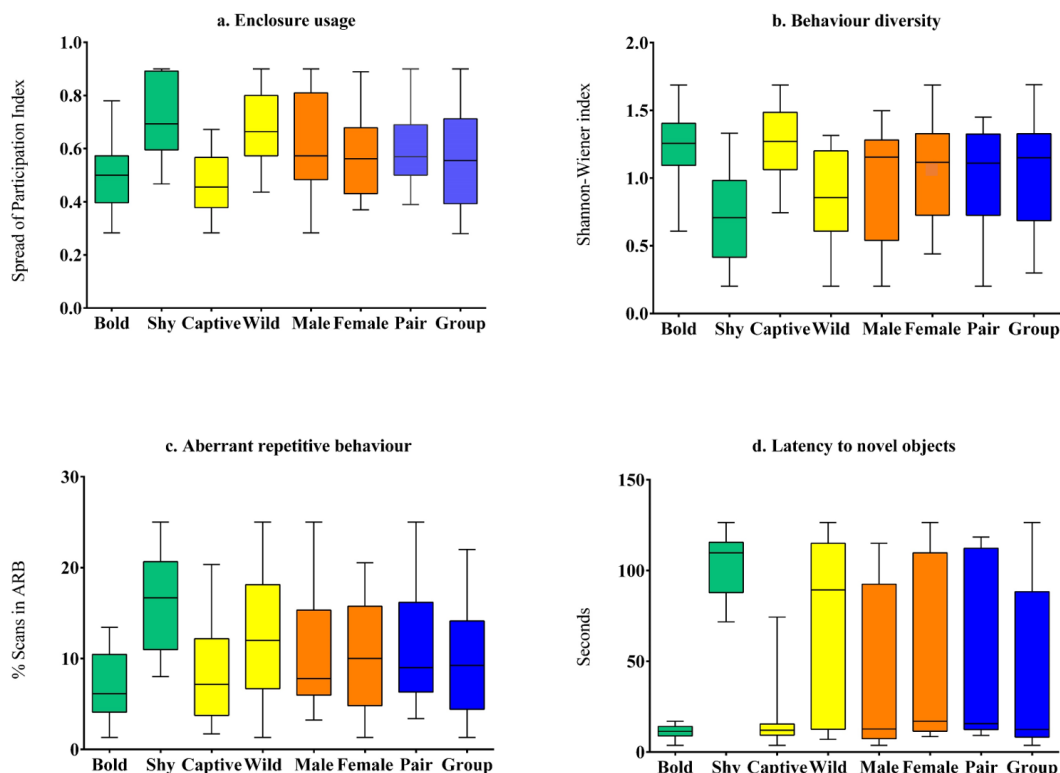 a. Enclosure usage
Spread of Participation Index
1.0
0.8
0.6
0.4
0.2
0.0
Bold Shy Captive Wild Male Female Pair Group
b. Behaviour diversity
Shannon-Wiener index
2.0
1.5
1.0
0.5
0.0
Bold Shy Captive Wild Male Female Pair Group
c. Aberrant repetitive behaviour
% Scans in ARB
30
20
10
0
Bold Shy Captive Wild Male Female Pair Group
d. Latency to novel objects
Seconds
150
100
50
0
Bold Shy Captive Wild Male Female Pair Group